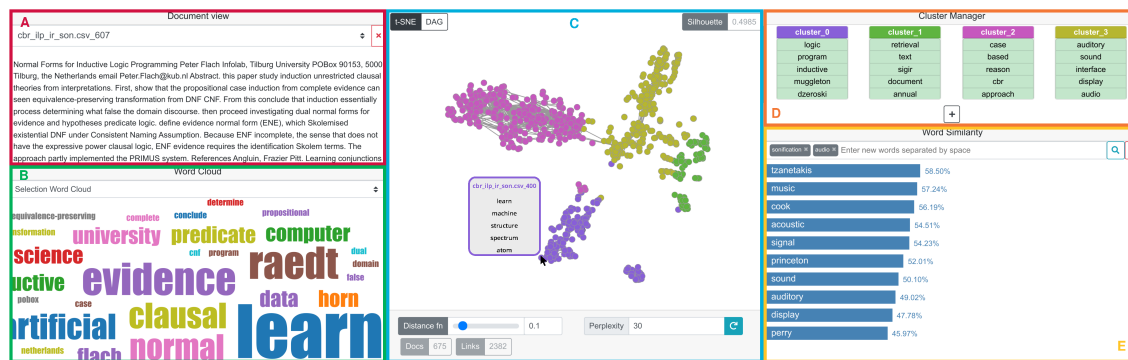 Document view
A
cbr_ilp_ir_son.csv_607
×
Normal Forms for Inductive Logic Programming Peter Flach Infolab, Tilburg University POBox 90153, 5000
Tilburg, the Netherlands email Peter.Flach@kub.nl Abstract. this paper study induction unrestricted clausal
theories from interpretations. First, show that the propositional case induction from complete evidence can
seen equivalence-preserving transformation from DNF CNF. From this conclude that induction essentially
process determining what false the domain discourse. then proceed investigating dual normal forms for
evidence and hypotheses predicate logic. define evidence normal form (ENE), which Skolemised
existential DNF under Consistent Naming Assumption. Because ENF incomplete, the sense that does not
have the expressive power clausal logic, ENF evidence requires the identification Skolem terms. The
approach partly implemented the PRIMUS system. References Angluin, Frazier Pitt. Learning conjunctions
B
Word Cloud
Selection Word Cloud
determine
equivalence-preserving
complete
conclude
propositional
nsformation
university
predicate
computer
science
cnf
program
dual
domain
uctive
evidence
raedt
false
pobox
case
data
horn
rtificial
clausal
learn
netherlands
flach
normal
docs
C
t-SNE
DAG
Silhouette
0.4985
cbr_ilp_ir_son.csv_400
learn
machine
structure
spectrum
atom
Distance fn
0.1
Perplexity
30
Docs
675
Links
2382
Cluster Manager
cluster_0
cluster_1
cluster_2
cluster_3
logic
retrieval
case
auditory
program
text
based
sound
inductive
sigir
reason
interface
muggleton
document
cbr
display
dzeroski
annual
approach
audio
D
+
Word Similarity
sonification ×
audio ×
Enter new words separated by space
tzanetakis
58.50%
music
57.24%
cook
56.19%
acoustic
54.51%
signal
54.23%
princeton
52.01%
sound
50.10%
auditory
49.02%
display
47.78%
perry
45.97%
E